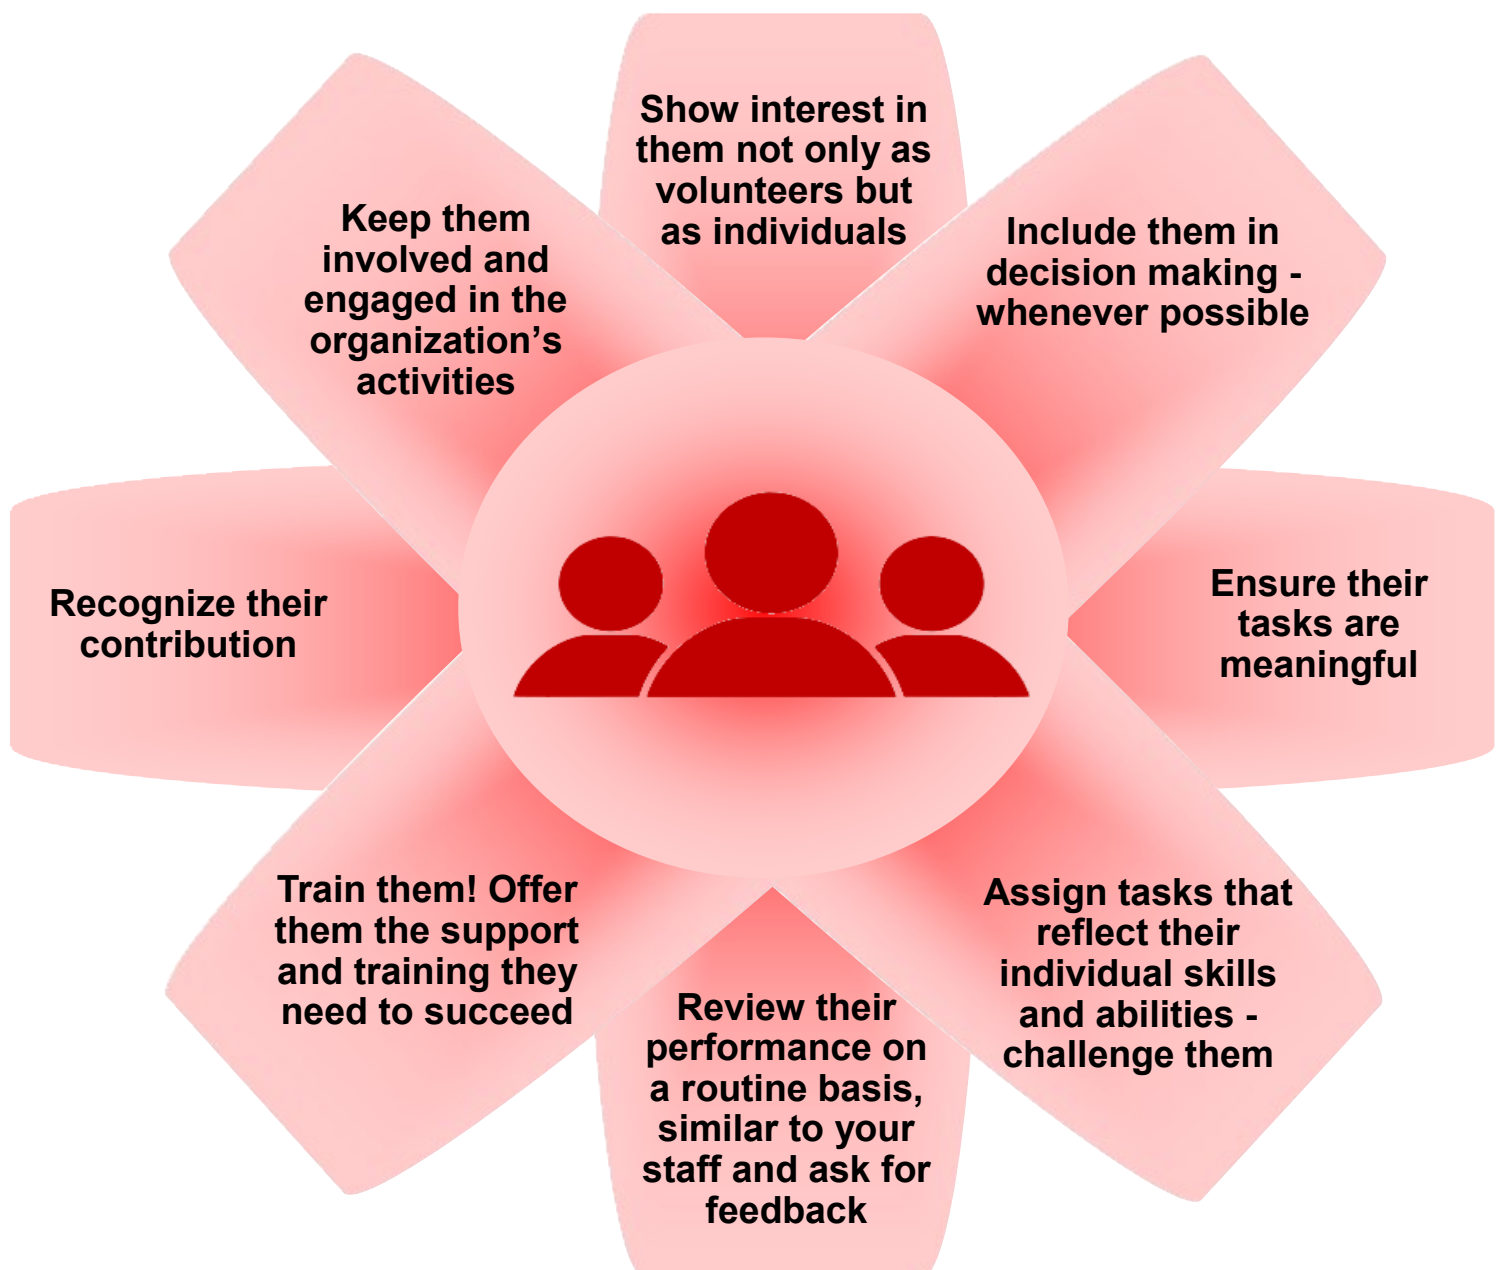 Show interest in
them not only as
volunteers but
as individuals
Include them in
decision making -
whenever possible
Ensure their
tasks are
meaningful
Assign tasks that
reflect their
individual skills
and abilities -
challenge them
Review their
performance on
a routine basis,
similar to your
staff and ask for
feedback
Train them! Offer
them the support
and training they
need to succeed
Recognize their
contribution
Keep them
involved and
engaged in the
organization’s
activities